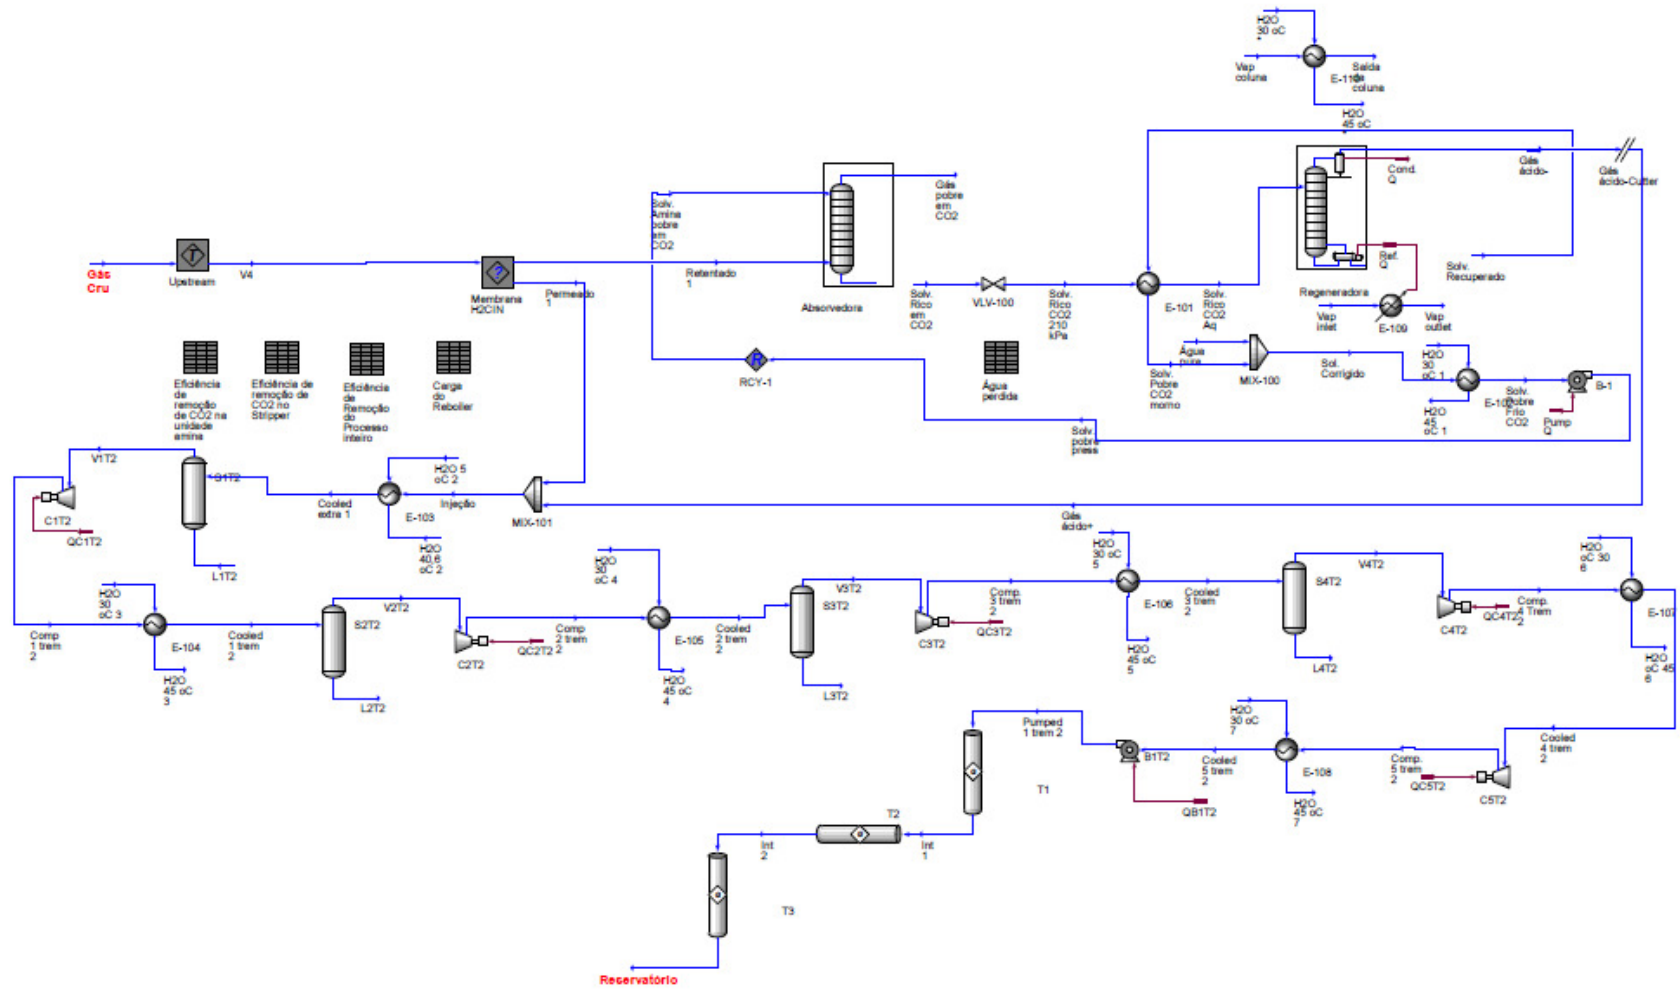 H2O
30 oC
*
Vap
coluna
E-110
Saida
da
coluna
H2O
45 oC
*
Gás
ácido-
Gás
ácido-Cutter
Cond.
Q
Ref.
Q
Solv.
Recuperado
Regeneradora
Vap
inlet
E-109
Vap
outlet
Gás
Cru
Upstream
V4
Membrana
H2CIN
Permeado
1
Retentado
1
Solv.
Amina
pobre
em
CO2
Absorvedora
Gás
pobre
em
CO2
Solv.
Rico
em
CO2
VLV-100
Solv.
Rico
CO2
210
kPa
E-101
Solv.
Rico
CO2
Aq
Água
pura
Solv.
Pobre
CO2
morno
MIX-100
Sol.
Corrigido
H2O
30
oC 1
E-102
H2O
45
oC 1
Solv.
Pobre
Frio
CO2
Pump
Q
B-1
Solv.
pobre
press
RCY-1
Água
perdida
Eficiência
de
remoção
de CO2 na
unidade
amina
Eficiência de
remoção de
CO2 no
Stripper
Eficiência
de
Remoção
do
Processo
inteiro
Carga
do
Reboiler
V1T2
S1T2
C1T2
QC1T2
L1T2
Cooled
extra 1
H2O 5
oC 2
E-103
H2O
40,6
oC 2
Injeção
MIX-101
Gás
ácido+
H2O
30
oC 3
Comp
1 trem
2
E-104
H2O
45 oC
3
Cooled
1 trem
2
S2T2
V2T2
L2T2
C2T2
QC2T2
Comp
2 trem
2
H2O
30
oC 4
E-105
H2O
45 oC
4
Cooled
2 trem
2
S3T2
V3T2
L3T2
C3T2
QC3T2
Comp.
3 trem
2
H2O
30 oC
5
E-106
H2O
45 oC
5
Cooled
3 trem
2
S4T2
V4T2
L4T2
C4T2
QC4T2
Comp.
4 Trem
2
H2O
oC 30
6
E-107
H2O
oC 45
6
Cooled
4 trem
2
C5T2
QC5T2
Comp.
5 trem
2
H2O
30 oC
7
E-108
H2O
45 oC
7
Cooled
5 trem
2
B1T2
QB1T2
Pumped
1 trem 2
T1
Int
1
T2
Int
2
T3
Reservatório